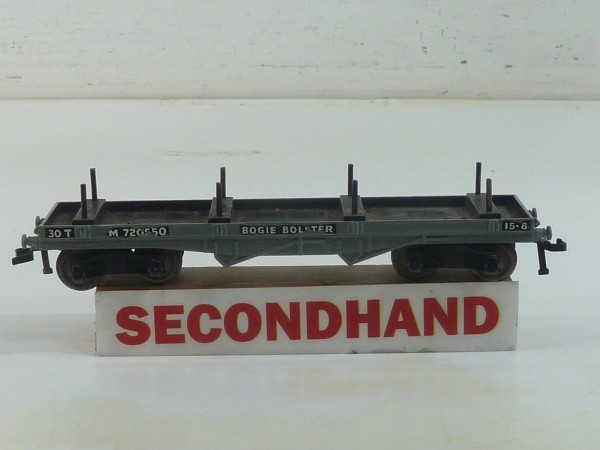 30 T M 720550 BOGIE BOLSTER 15-8
SECONDHAND